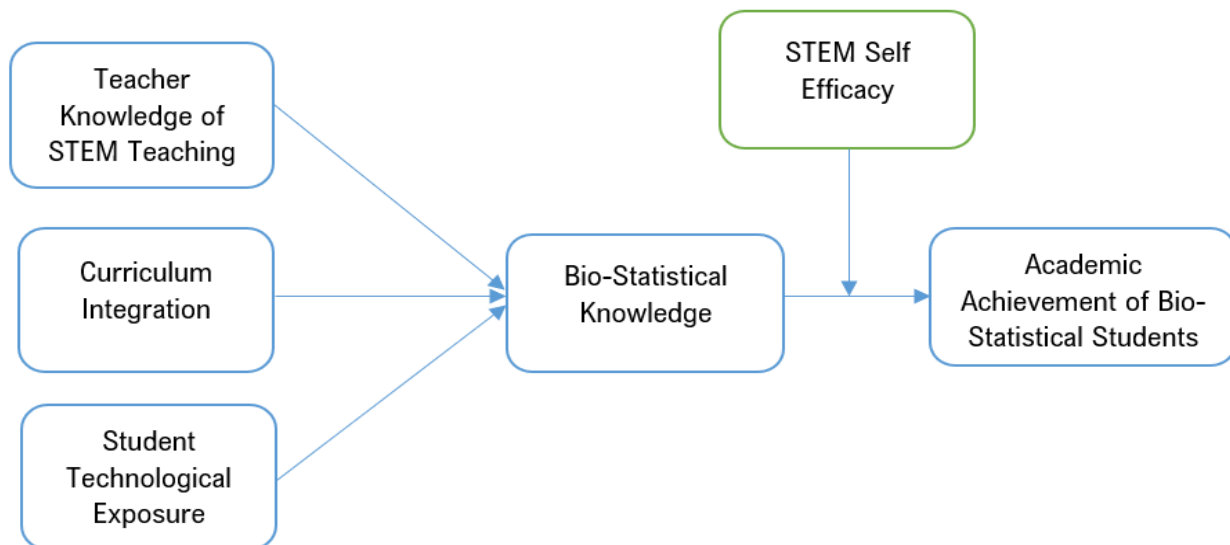 Teacher
Knowledge of
STEM Teaching
Curriculum
Integration
Student
Technological
Exposure
Bio-Statistical
Knowledge
STEM Self
Efficacy
Academic
Achievement of Bio-
Statistical Students